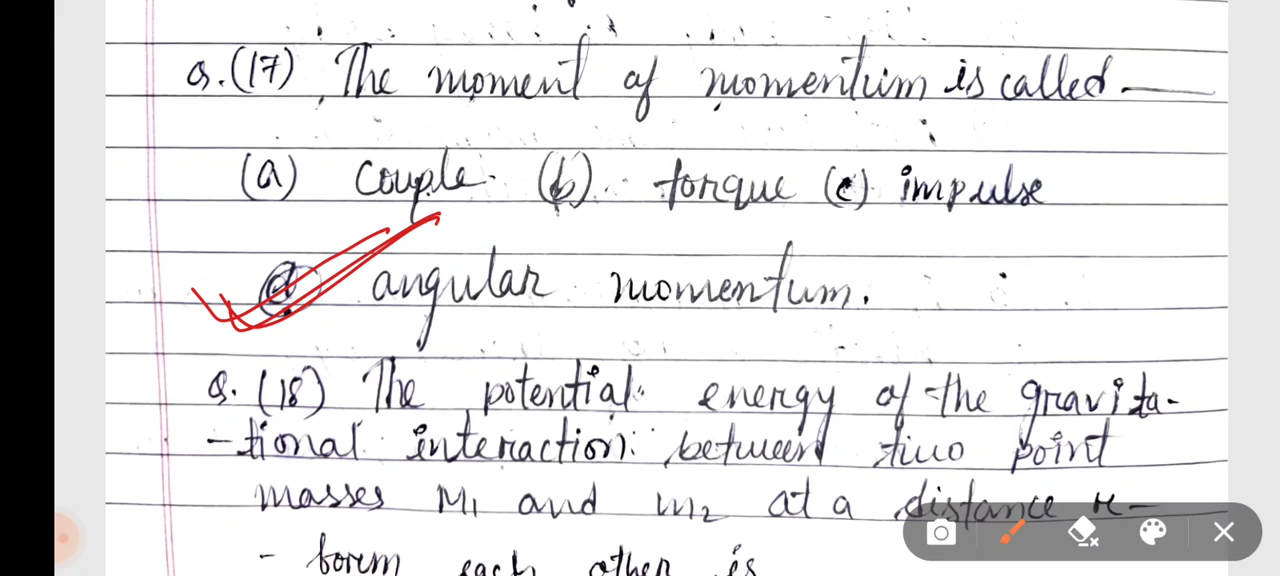 Q.(17) The moment of momentum is called —
(a) couple. (b). torque (c) impulse
(d) angular momentum.
Q. (18) The potential energy of the gravita-
-tional interaction between two point
masses M1 and m2 at a distance r-
- from each other is